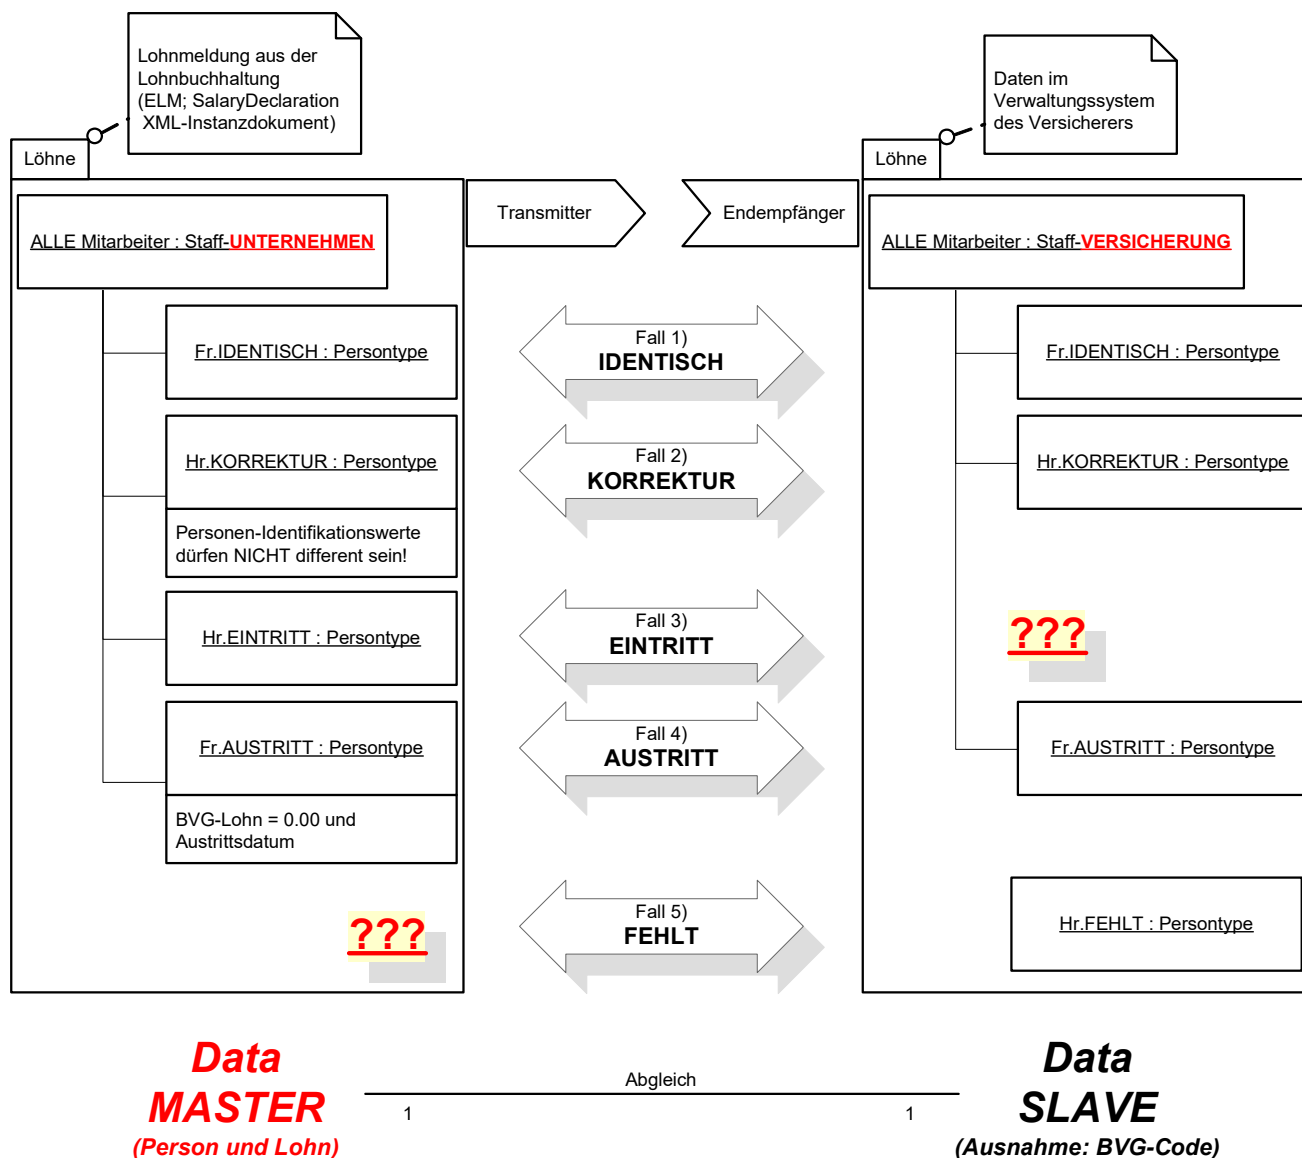 Lohnmeldung aus der
Lohnbuchhaltung
(ELM; SalaryDeclaration
XML-Instanzdokument)
Daten im
Verwaltungssystem
des Versicherers
Löhne
Löhne
Transmitter
Endempfänger
ALLE Mitarbeiter : Staff-UNTERNEHMEN
ALLE Mitarbeiter : Staff-VERSICHERUNG
Fr.IDENTISCH : Persontype
Fall 1)
IDENTISCH
Fr.IDENTISCH : Persontype
Hr.KORREKTUR : Persontype
Personen-Identifikationswerte
dürfen NICHT different sein!
Fall 2)
KORREKTUR
Hr.KORREKTUR : Persontype
Hr.EINTRITT : Persontype
Fall 3)
EINTRITT
???
Fr.AUSTRITT : Persontype
BVG-Lohn = 0.00 und
Austrittsdatum
Fall 4)
AUSTRITT
Fr.AUSTRITT : Persontype
???
Fall 5)
FEHLT
Hr.FEHLT : Persontype
Data
MASTER
(Person und Lohn)
Abgleich
1
1
Data
SLAVE
(Ausnahme: BVG-Code)